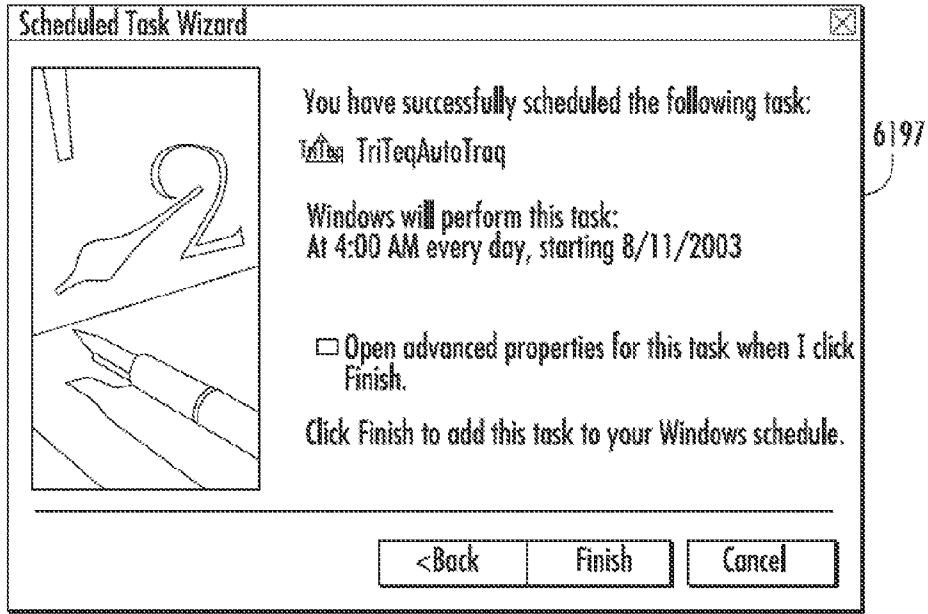 Scheduled Task Wizard
You have successfully scheduled the following task:
TriTeq TriTeqAutoTraq
6197
Windows will perform this task:
At 4:00 AM every day, starting 8/11/2003
Open advanced properties for this task when I click
Finish.
Click Finish to add this task to your Windows schedule.
<Back
Finish
Cancel